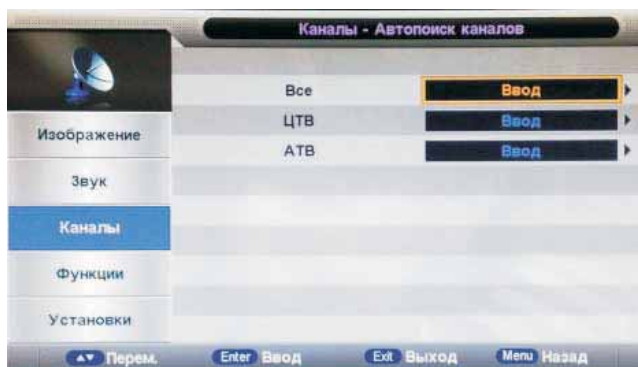 Каналы - Автопоиск каналов
Все Ввод
ЦТВ Ввод
АТВ Ввод
Изображение
Звук
Каналы
Функции
Установки
Перем. Enter Ввод Exit Выход Menu Назад